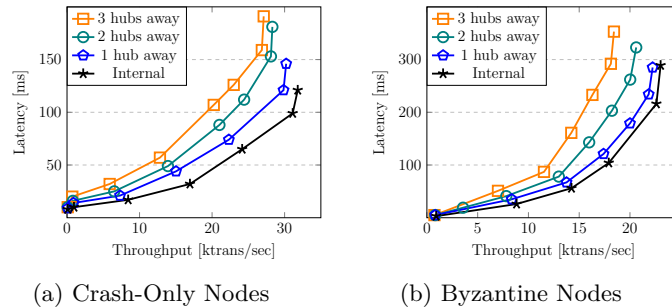 3 hubs away
2 hubs away
1 hub away
Internal
Latency [ms]
150
100
50
0
10
20
30
Throughput [ktrans/sec]
(a) Crash-Only Nodes
3 hubs away
2 hubs away
1 hub away
Internal
Latency [ms]
300
200
100
0
10
20
Throughput [ktrans/sec]
(b) Byzantine Nodes